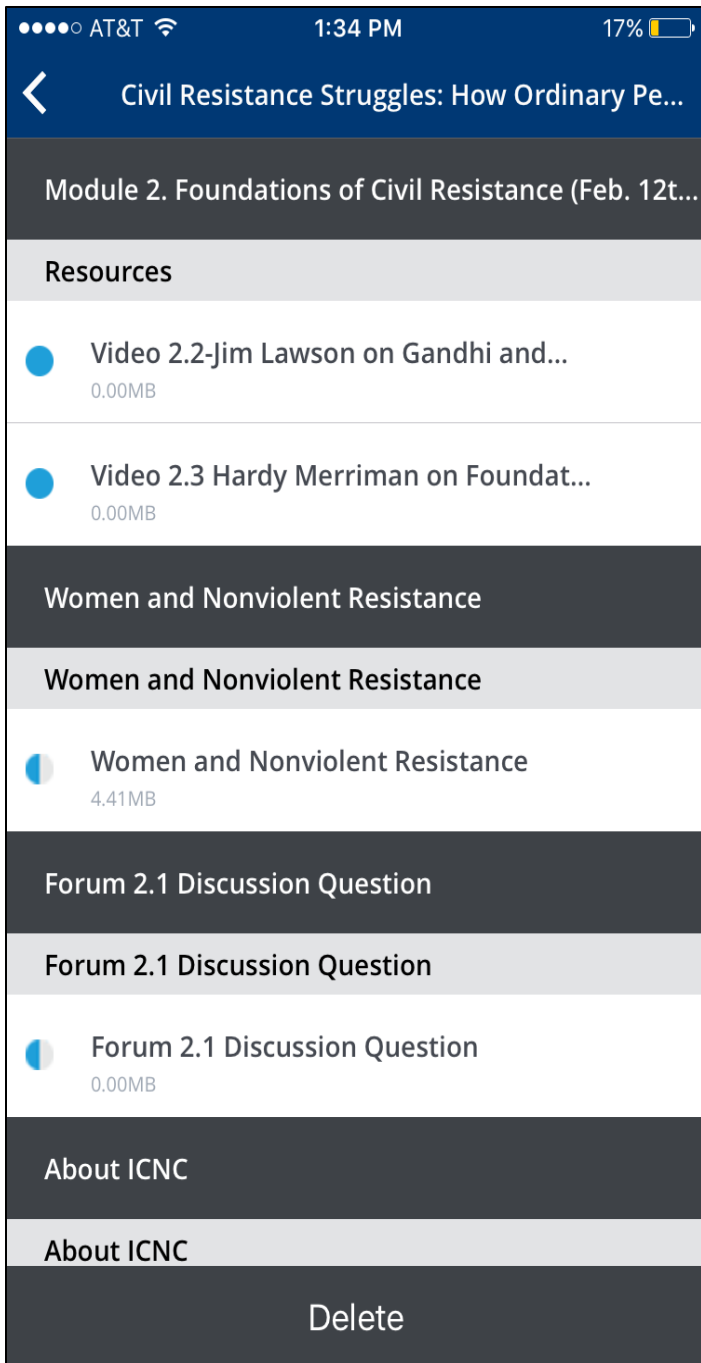 AT&T 1:34 PM 17%
Civil Resistance Struggles: How Ordinary Pe...
Module 2. Foundations of Civil Resistance (Feb. 12t...
Resources
Video 2.2-Jim Lawson on Gandhi and...
0.00MB
Video 2.3 Hardy Merriman on Foundat...
0.00MB
Women and Nonviolent Resistance
Women and Nonviolent Resistance
Women and Nonviolent Resistance
4.41MB
Forum 2.1 Discussion Question
Forum 2.1 Discussion Question
Forum 2.1 Discussion Question
0.00MB
About ICNC
About ICNC
Delete